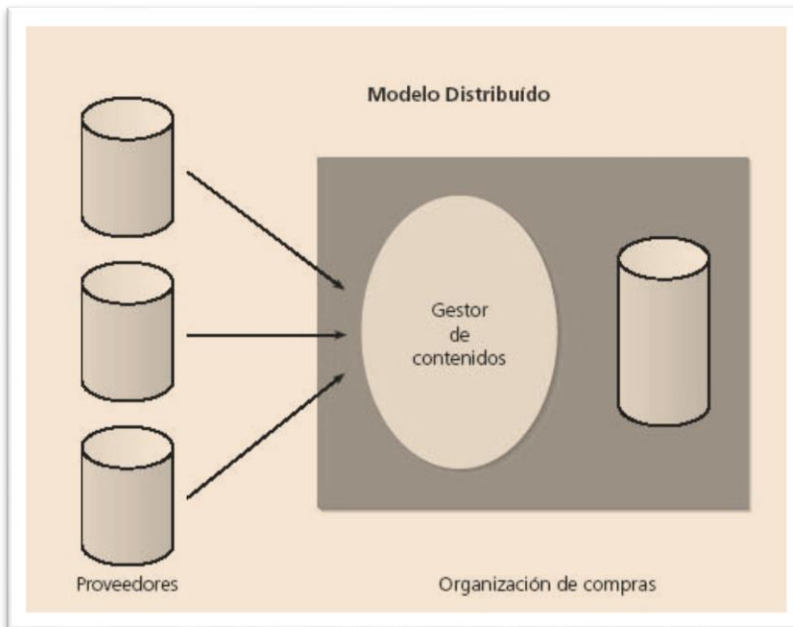 Modelo Distribuído
Gestor
de
contenidos
Proveedores
Organización de compras